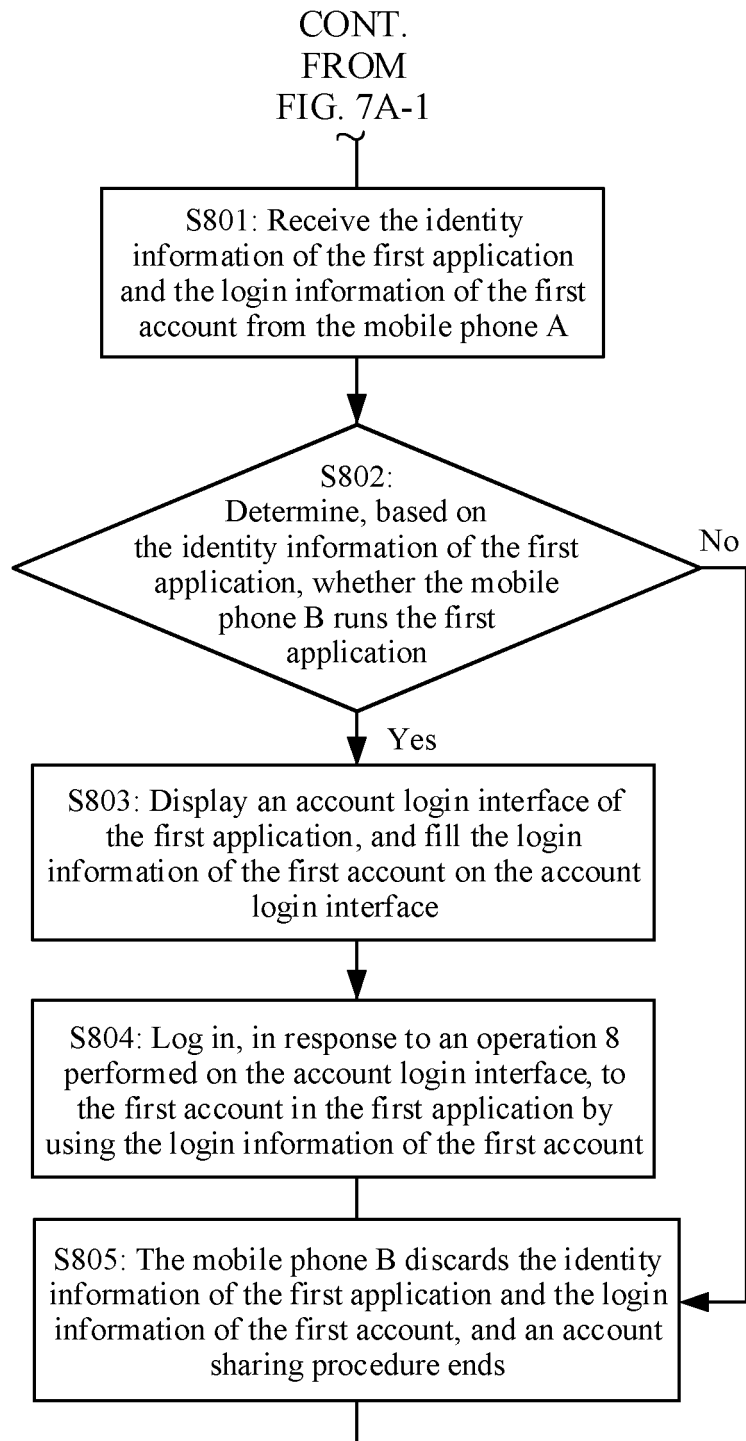 CONT.
FROM
FIG. 7A-1
S801: Receive the identity
information of the first application
and the login information of the first
account from the mobile phone A
S802:
Determine, based on
the identity information of the first
application, whether the mobile
phone B runs the first
application
No
Yes
S803: Display an account login interface of
the first application, and fill the login
information of the first account on the account
login interface
S804: Log in, in response to an operation 8
performed on the account login interface, to
the first account in the first application by
using the login information of the first account
S805: The mobile phone B discards the identity
information of the first application and the login
information of the first account, and an account
sharing procedure ends